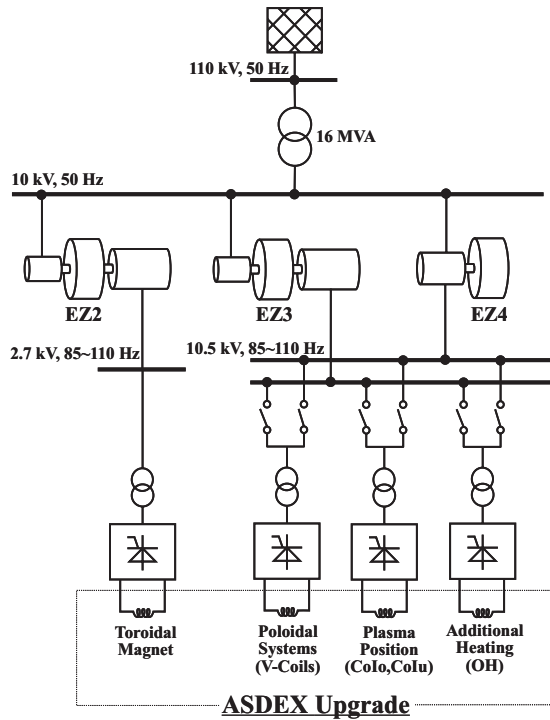 110 kV, 50 Hz
16 MVA
10 kV, 50 Hz
EZ2
EZ3
EZ4
2.7 kV, 85~110 Hz
10.5 kV, 85~110 Hz
Toroidal
Magnet
Poloidal
Systems
(V-Coils)
Plasma
Position
(CoIo,CoIu)
Additional
Heating
(OH)
ASDEX Upgrade